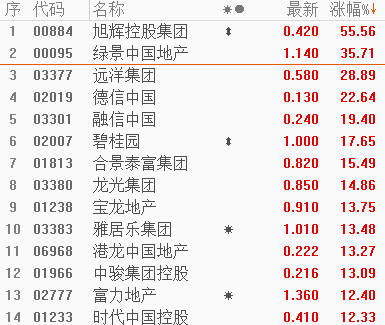 序 代码 名称 ✷● 最新 涨幅%↓
1 00884 旭辉控股集团 ⬍ 0.420 55.56
2 00095 绿景中国地产 1.140 35.71
3 03377 远洋集团 0.580 28.89
4 02019 德信中国 0.130 22.64
5 03301 融信中国 0.240 19.40
6 02007 碧桂园 ⬍ 1.000 17.65
7 01813 合景泰富集团 0.820 15.49
8 03380 龙光集团 0.850 14.86
9 01238 宝龙地产 0.910 13.75
10 03383 雅居乐集团 ✷ 1.010 13.48
11 06968 港龙中国地产 0.222 13.27
12 01966 中骏集团控股 0.216 13.09
13 02777 富力地产 ✷ 1.360 12.40
14 01233 时代中国控股 0.410 12.33